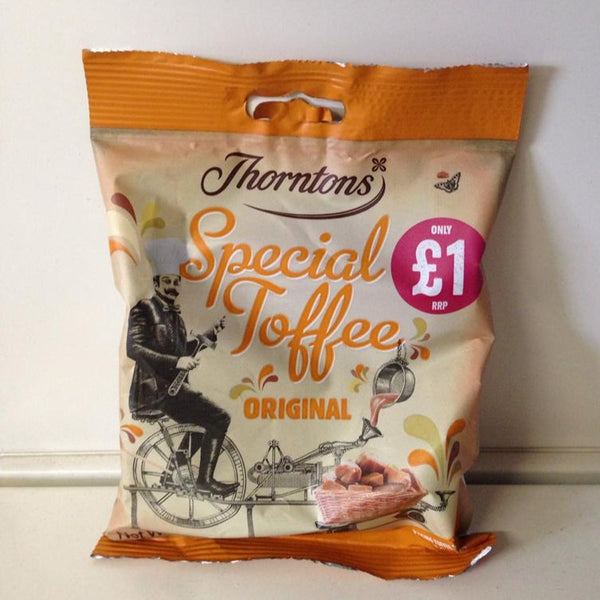 Thorntons
Special
Toffee
ORIGINAL
ONLY
£1
RRP